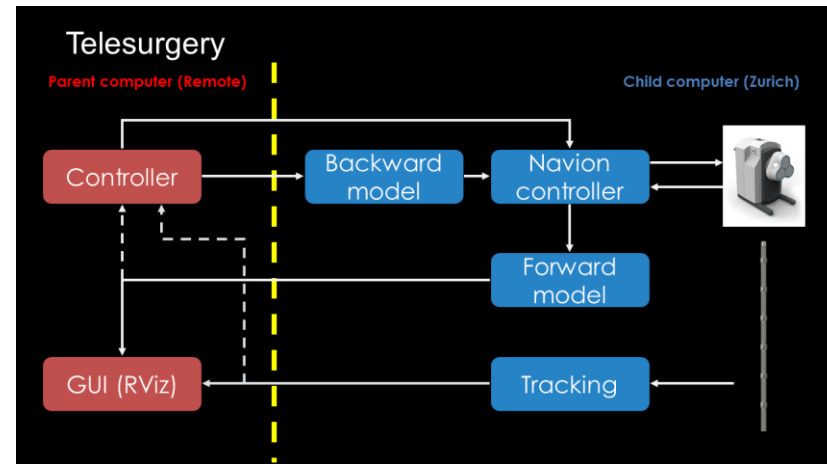 Telesurgery
Parent computer (Remote)
Child computer (Zurich)
Controller
Backward
model
Navion
controller
Forward
model
GUI (RViz)
Tracking